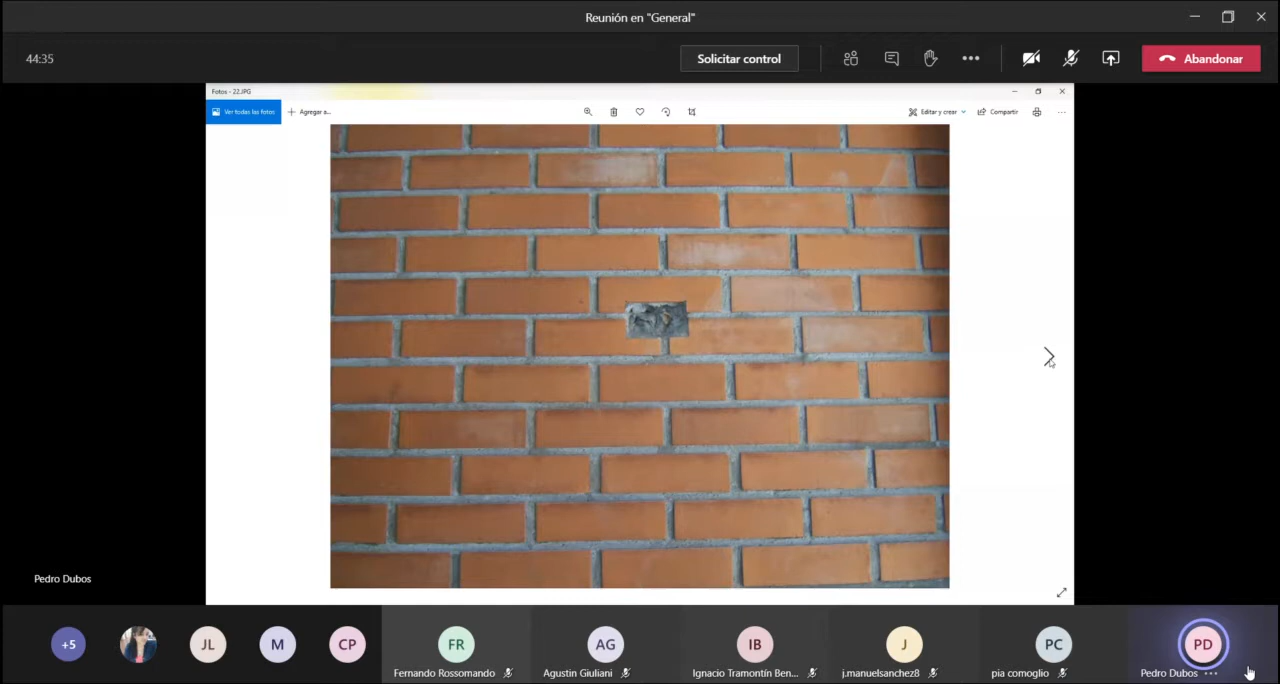 Reunión en "General"
44:35
Solicitar control
Abandonar
Fotos - 22.JPG
Ver todas las fotos
Agregar a...
Editar y crear
Compartir
Pedro Dubos
+5
JL
M
CP
FR
AG
IB
J
PC
PD
Fernando Rossomando
Agustin Giuliani
Ignacio Tramontín Ben...
j.manuelsanchez8
pia comoglio
Pedro Dubos